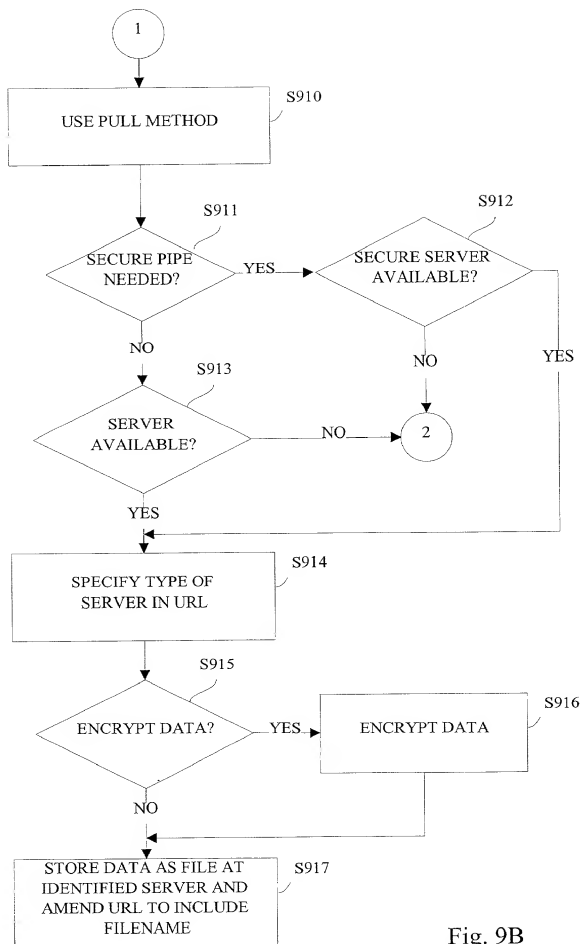 1
S910
USE PULL METHOD
S911
SECURE PIPE
NEEDED?
YES
S912
SECURE SERVER
AVAILABLE?
NO
NO
YES
S913
SERVER
AVAILABLE?
NO
2
YES
S914
SPECIFY TYPE OF
SERVER IN URL
S915
ENCRYPT DATA?
YES
S916
ENCRYPT DATA
NO
S917
STORE DATA AS FILE AT
IDENTIFIED SERVER AND
AMEND URL TO INCLUDE
FILENAME
Fig. 9B